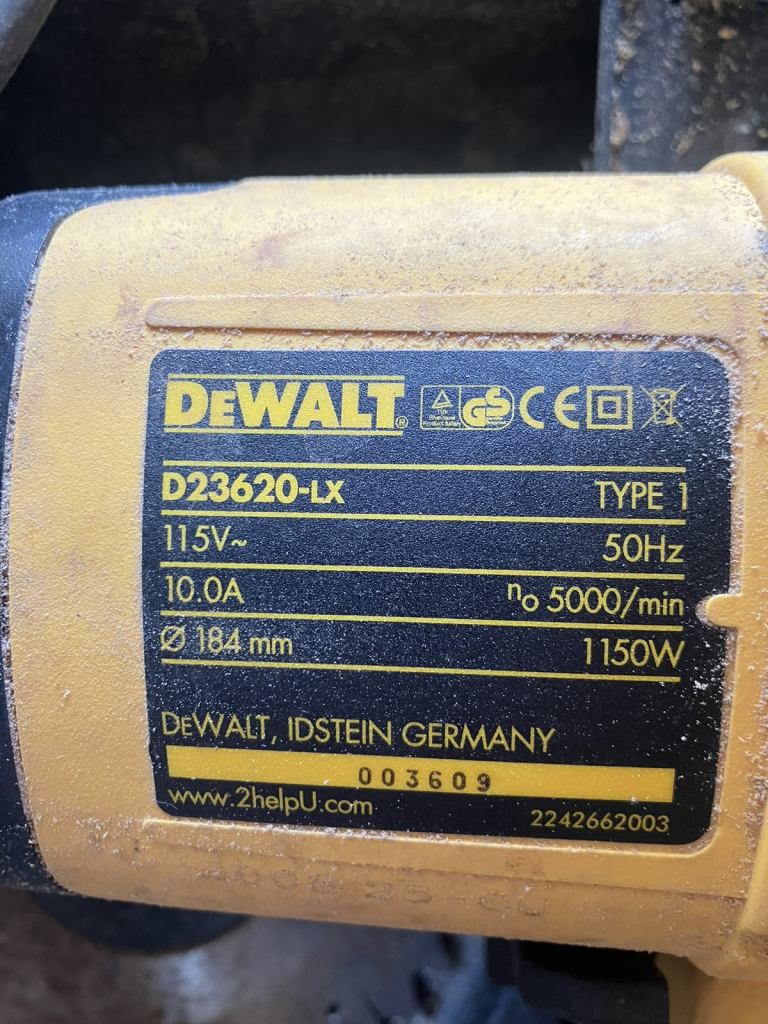 DeWALT®
D23620-LX TYPE 1
115V~ 50Hz
10.0A n₀ 5000/min
Ø 184 mm 1150W
DeWALT, IDSTEIN GERMANY
003609
www.2helpU.com
2242662003